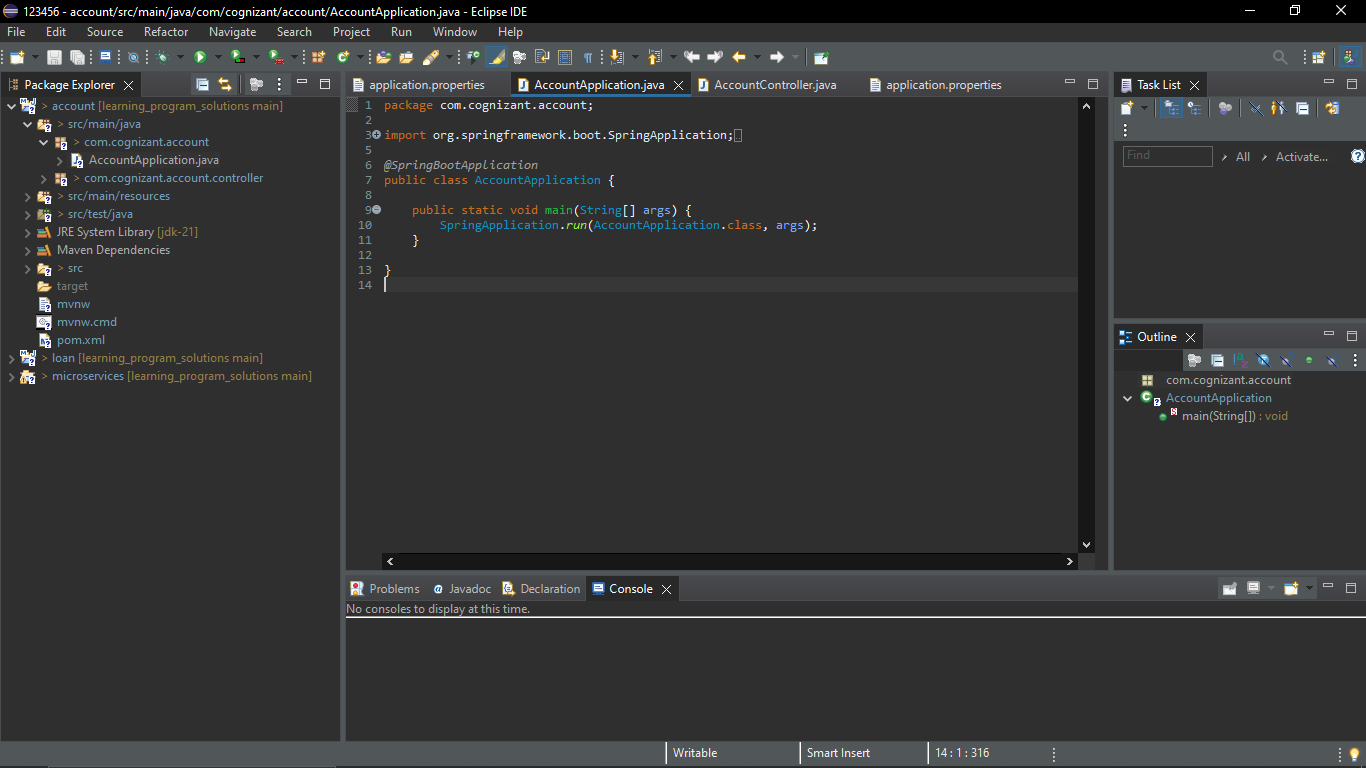 123456 - account/src/main/java/com/cognizant/account/AccountApplication.java - Eclipse IDE
File Edit Source Refactor Navigate Search Project Run Window Help
Package Explorer
> account [learning_program_solutions main]
> src/main/java
> com.cognizant.account
AccountApplication.java
> com.cognizant.account.controller
> src/main/resources
> src/test/java
JRE System Library [jdk-21]
Maven Dependencies
> src
target
mvnw
mvnw.cmd
pom.xml
> loan [learning_program_solutions main]
> microservices [learning_program_solutions main]
application.properties AccountApplication.java AccountController.java application.properties
1 package com.cognizant.account;
2
3 import org.springframework.boot.SpringApplication;
5
6 @SpringBootApplication
7 public class AccountApplication {
8
9 public static void main(String[] args) {
10 SpringApplication.run(AccountApplication.class, args);
11 }
12
13 }
14
Task List
Find All Activate...
Outline
com.cognizant.account
AccountApplication
main(String[]) : void
Problems Javadoc Declaration Console
No consoles to display at this time.
Writable Smart Insert 14 : 1 : 316